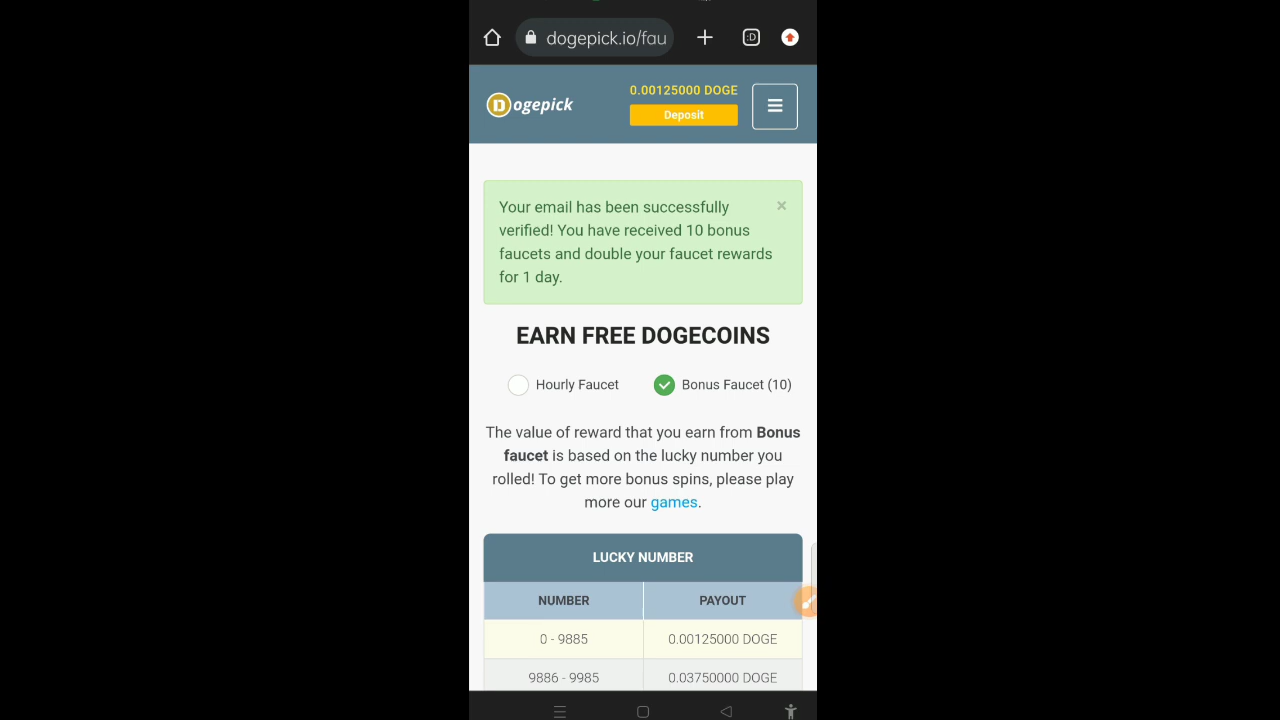 dogepick.io/fau
:D
0.00125000 DOGE
Dogepick
Deposit
Your email has been successfully
verified! You have received 10 bonus
faucets and double your faucet rewards
for 1 day.
×
EARN FREE DOGECOINS
Hourly Faucet
Bonus Faucet (10)
The value of reward that you earn from Bonus
faucet is based on the lucky number you
rolled! To get more bonus spins, please play
more our games.
LUCKY NUMBER
NUMBER PAYOUT
0 - 9885 0.00125000 DOGE
9886 - 9985 0.03750000 DOGE